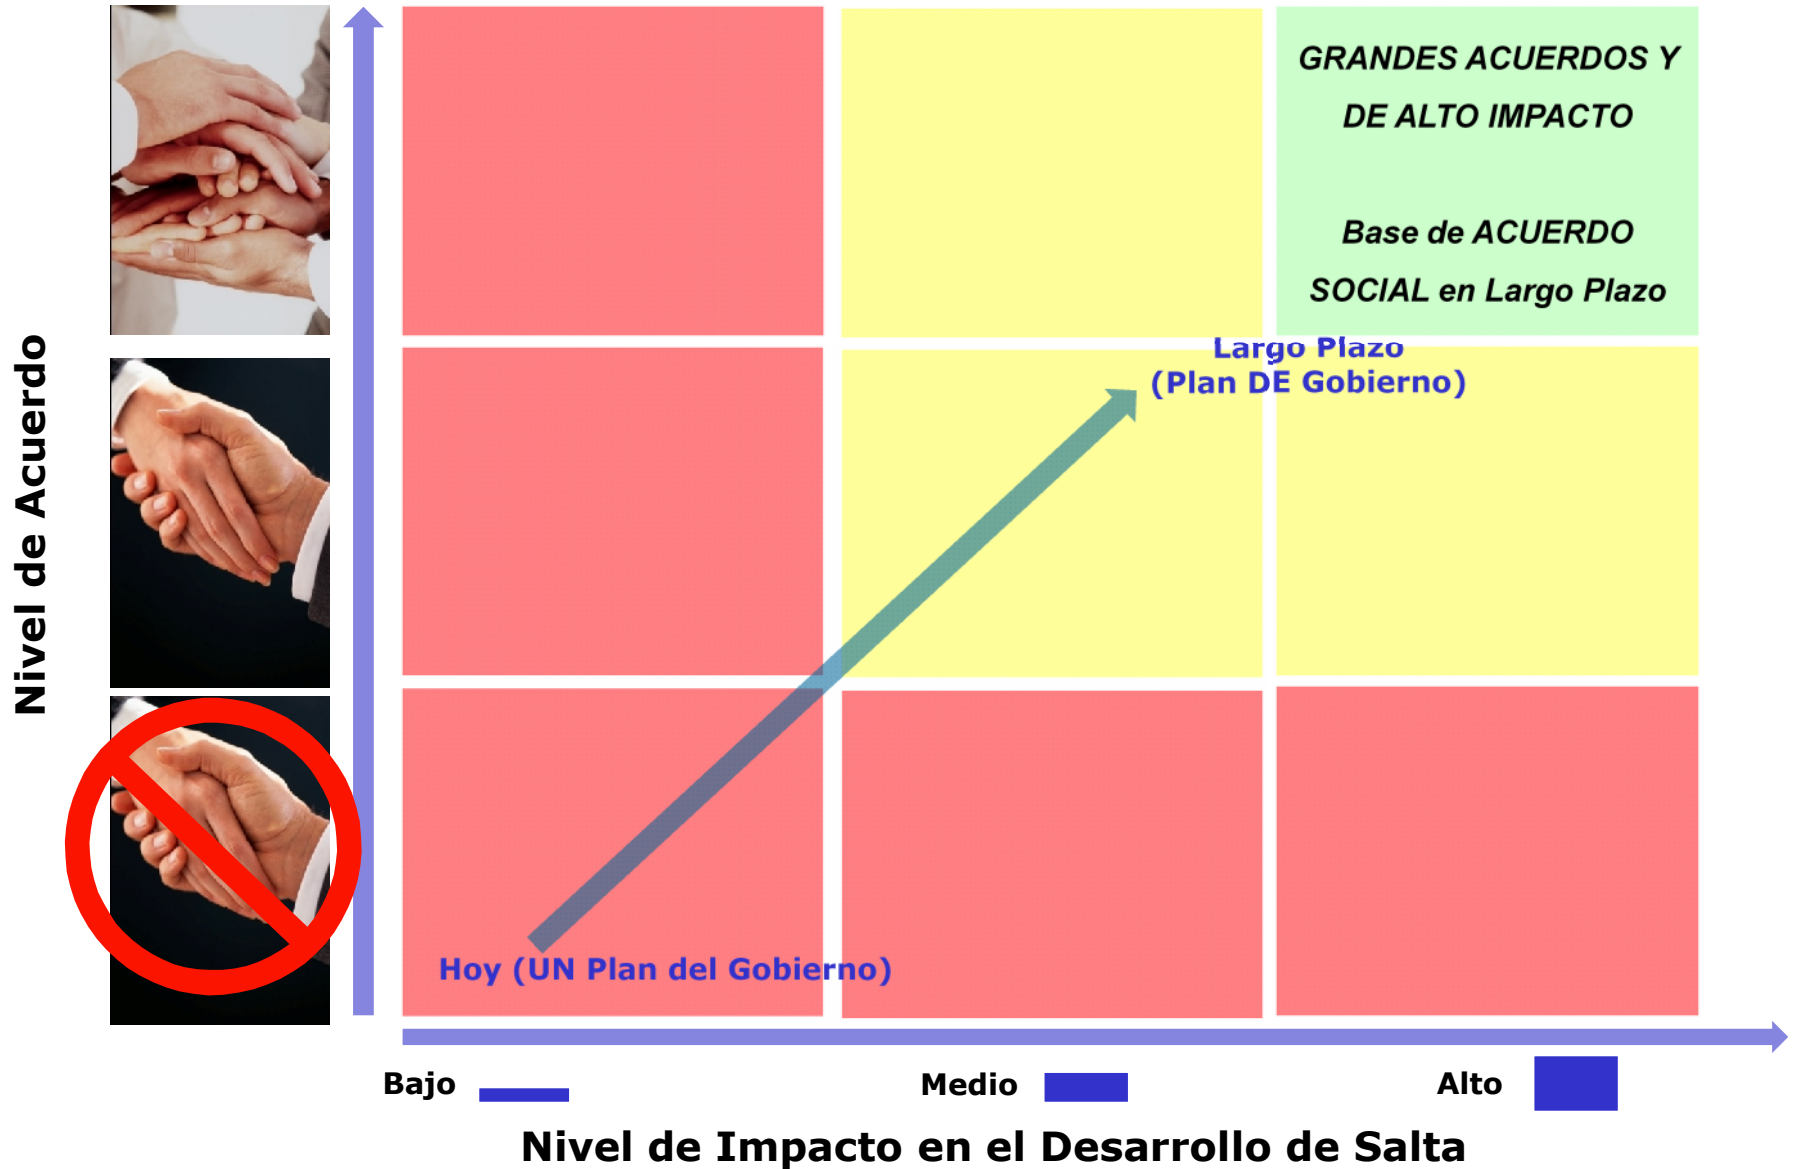 GRANDES ACUERDOS Y
DE ALTO IMPACTO
Base de ACUERDO
SOCIAL en Largo Plazo
Nivel de Acuerdo
Largo Plazo
(Plan DE Gobierno)
Hoy (UN Plan del Gobierno)
Bajo
Medio
Alto
Nivel de Impacto en el Desarrollo de Salta